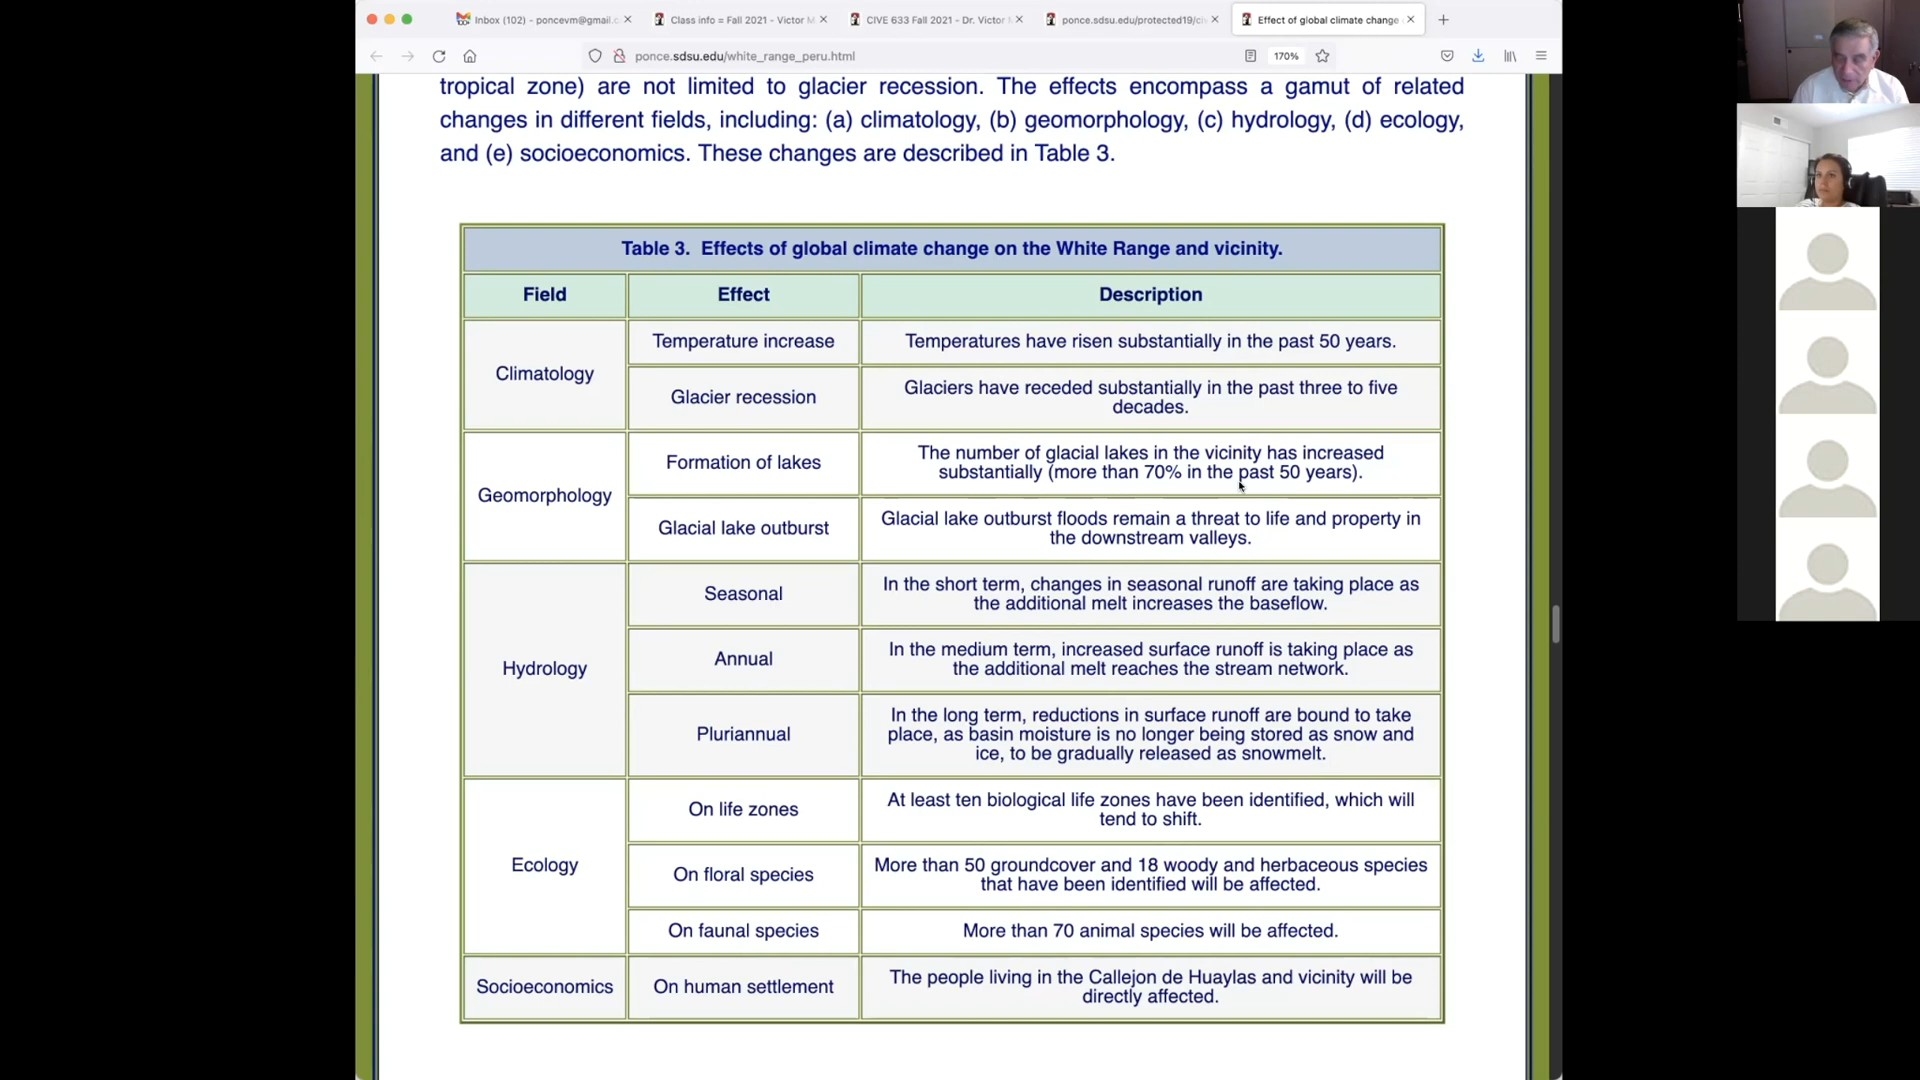 Inbox (102) - poncevm@gmail.c
Class info = Fall 2021 - Victor M
CIVE 633 Fall 2021 - Dr. Victor
ponce.sdsu.edu/protected19/ci
Effect of global climate change
ponce.sdsu.edu/white_range_peru.html
170%
tropical zone) are not limited to glacier recession. The effects encompass a gamut of related
changes in different fields, including: (a) climatology, (b) geomorphology, (c) hydrology, (d) ecology,
and (e) socioeconomics. These changes are described in Table 3.
Table 3. Effects of global climate change on the White Range and vicinity.
Field
Effect
Description
Climatology
Temperature increase
Temperatures have risen substantially in the past 50 years.
Glacier recession
Glaciers have receded substantially in the past three to five
decades.
Geomorphology
Formation of lakes
The number of glacial lakes in the vicinity has increased
substantially (more than 70% in the past 50 years).
Glacial lake outburst
Glacial lake outburst floods remain a threat to life and property in
the downstream valleys.
Hydrology
Seasonal
In the short term, changes in seasonal runoff are taking place as
the additional melt increases the baseflow.
Annual
In the medium term, increased surface runoff is taking place as
the additional melt reaches the stream network.
Pluriannual
In the long term, reductions in surface runoff are bound to take
place, as basin moisture is no longer being stored as snow and
ice, to be gradually released as snowmelt.
Ecology
On life zones
At least ten biological life zones have been identified, which will
tend to shift.
On floral species
More than 50 groundcover and 18 woody and herbaceous species
that have been identified will be affected.
On faunal species
More than 70 animal species will be affected.
Socioeconomics
On human settlement
The people living in the Callejon de Huaylas and vicinity will be
directly affected.